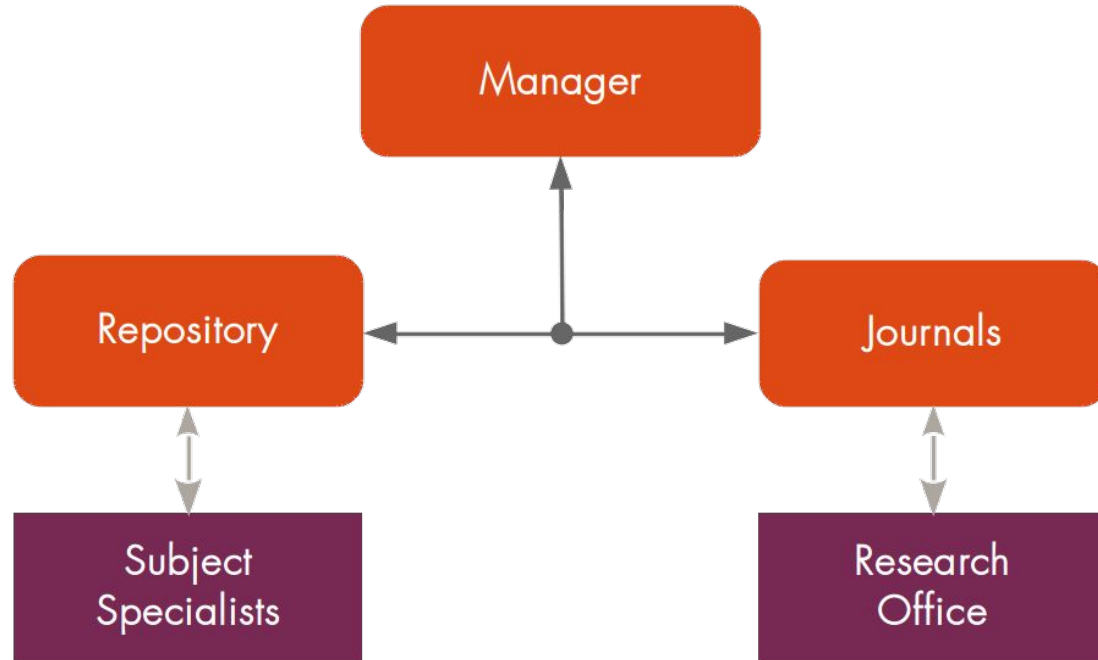 Manager
Repository
Journals
Subject
Specialists
Research
Office